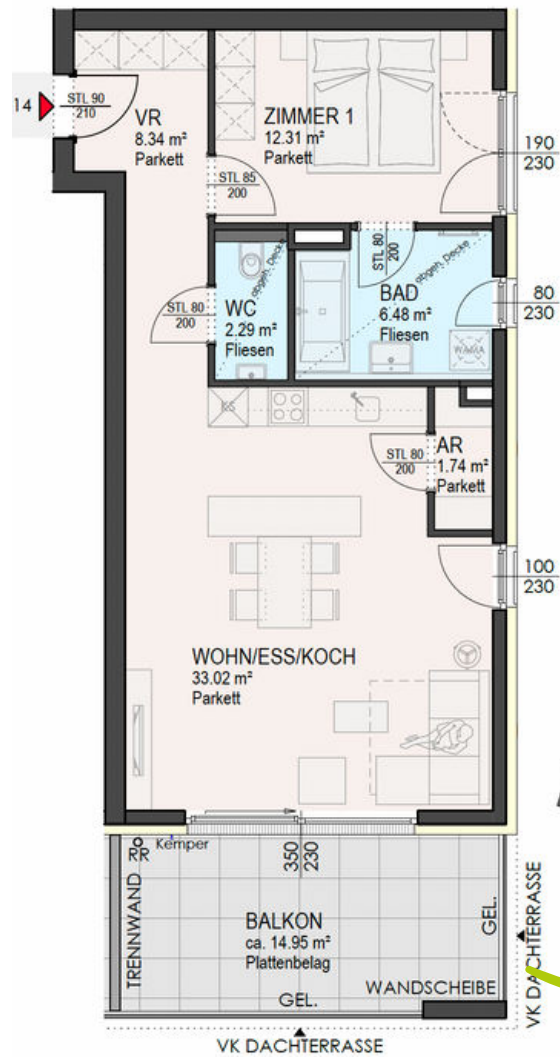 14
STL 90
210
VR
8.34 m²
Parkett
ZIMMER 1
12.31 m²
Parkett
STL 85
200
190
230
STL 80
200
abgeh. Decke
abgeh. Decke
WC
2.29 m²
Fliesen
STL 80
200
BAD
6.48 m²
Fliesen
WAMA
80
230
KS
STL 80
200
AR
1.74 m²
Parkett
100
230
WOHN/ESS/KOCH
33.02 m²
Parkett
RR
Kemper
350
230
TRENNWAND
BALKON
ca. 14.95 m²
Plattenbelag
GEL.
GEL.
WANDSCHEIBE
VK DACHTERRASSE
VK DACHTERRASSE